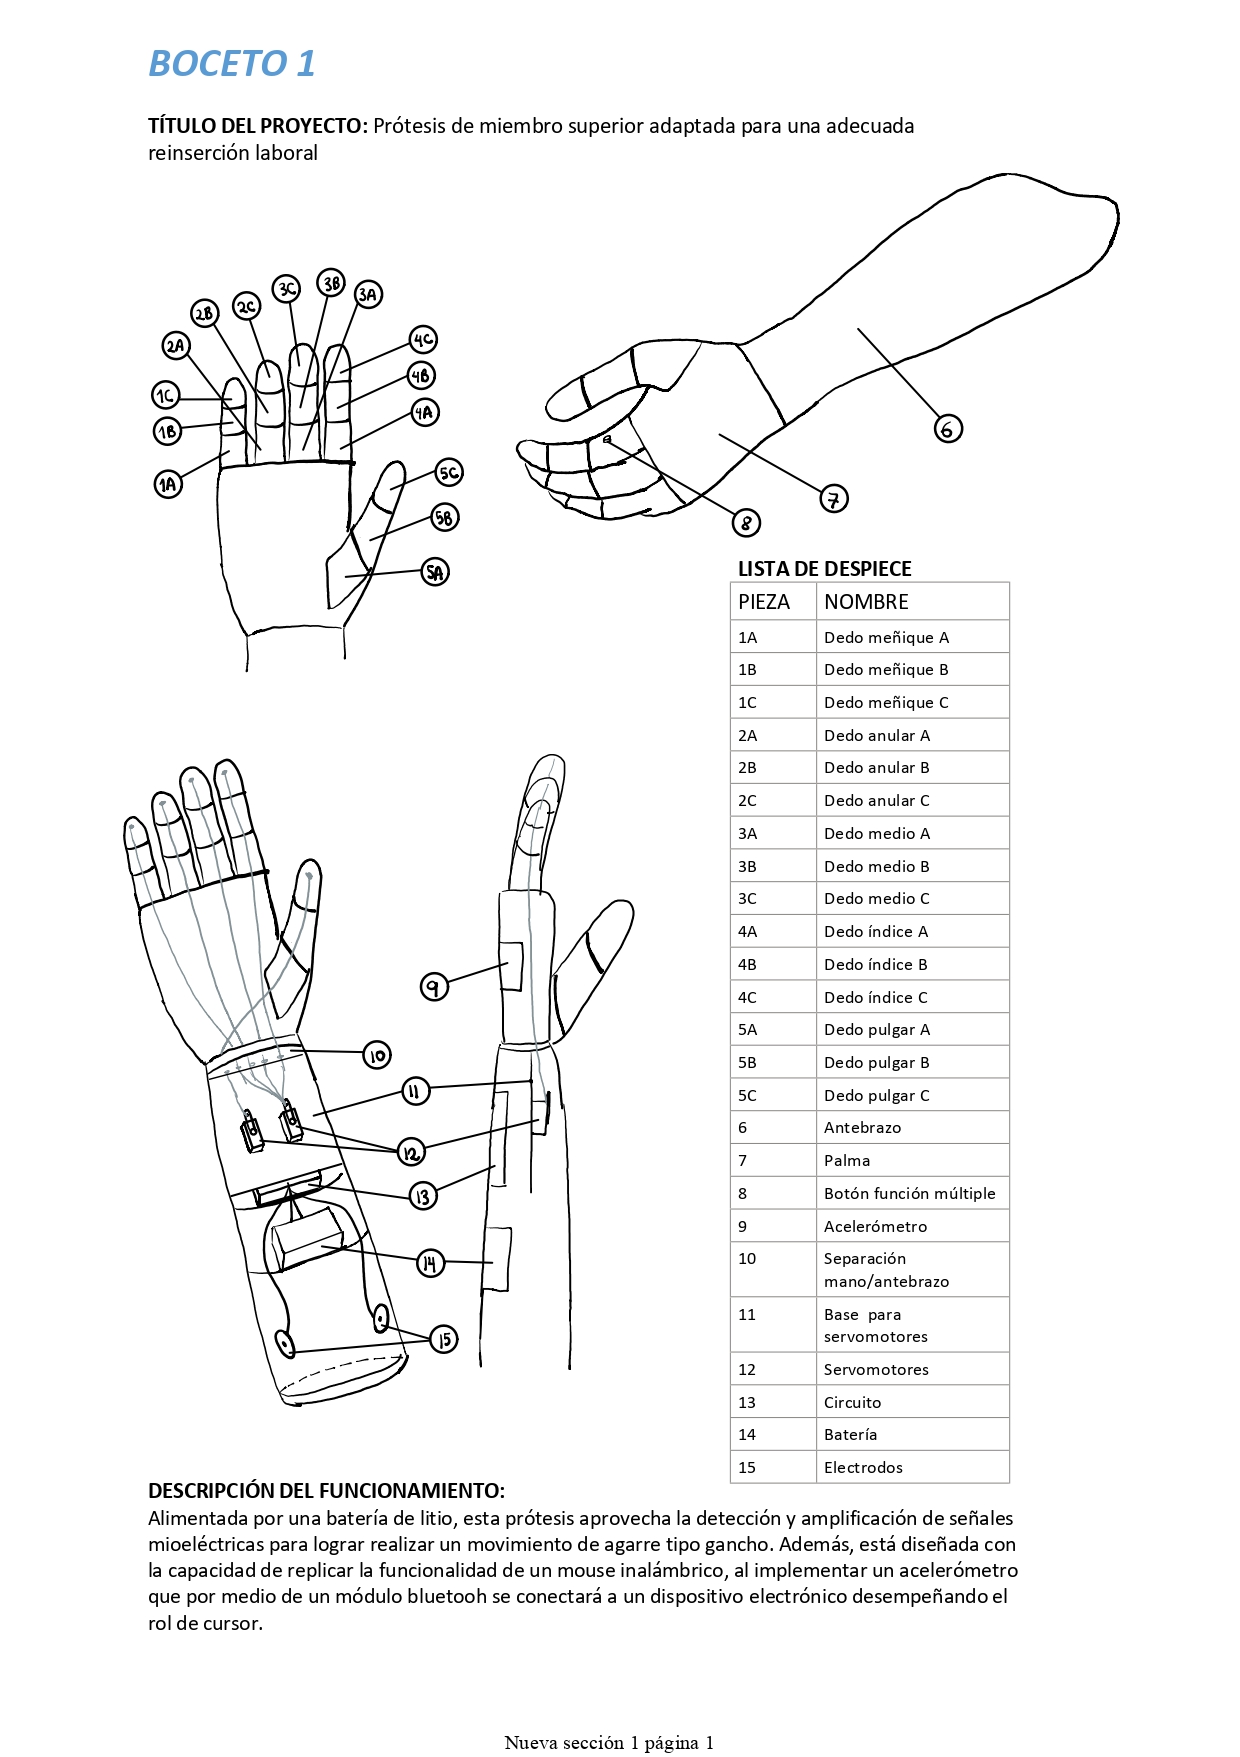 BOCETO 1
TÍTULO DEL PROYECTO: Prótesis de miembro superior adaptada para una adecuada
reinserción laboral
3C
3B
3A
2C
2B
2A
1C
1B
1A
4C
4B
4A
5C
5B
5A
6
7
8
LISTA DE DESPIECE
PIEZA NOMBRE
1A Dedo meñique A
1B Dedo meñique B
1C Dedo meñique C
2A Dedo anular A
2B Dedo anular B
2C Dedo anular C
3A Dedo medio A
3B Dedo medio B
3C Dedo medio C
4A Dedo índice A
4B Dedo índice B
4C Dedo índice C
5A Dedo pulgar A
5B Dedo pulgar B
5C Dedo pulgar C
6 Antebrazo
7 Palma
8 Botón función múltiple
9 Acelerómetro
10 Separación
mano/antebrazo
11 Base para
servomotores
12 Servomotores
13 Circuito
14 Batería
15 Electrodos
9
10
11
12
13
14
15
DESCRIPCIÓN DEL FUNCIONAMIENTO:
Alimentada por una batería de litio, esta prótesis aprovecha la detección y amplificación de señales
mioeléctricas para lograr realizar un movimiento de agarre tipo gancho. Además, está diseñada con
la capacidad de replicar la funcionalidad de un mouse inalámbrico, al implementar un acelerómetro
que por medio de un módulo bluetooh se conectará a un dispositivo electrónico desempeñando el
rol de cursor.
Nueva sección 1 página 1